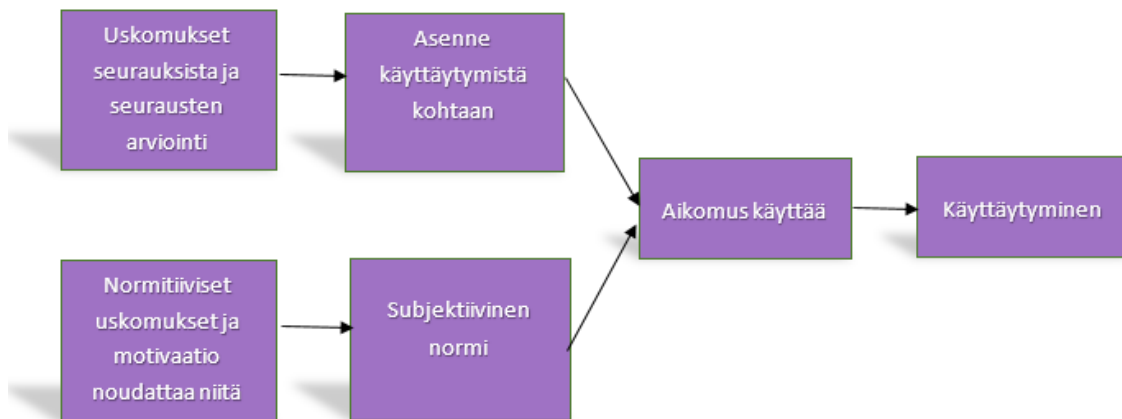 Uskomukset
seurauksista ja
seurausten
arviointi
Asenne
käyttäytymistä
kohtaan
Aikomus käyttää
Käyttäytyminen
Normitiiviset
uskomukset ja
motivaatio
noudattaa niitä
Subjektiivinen
normi